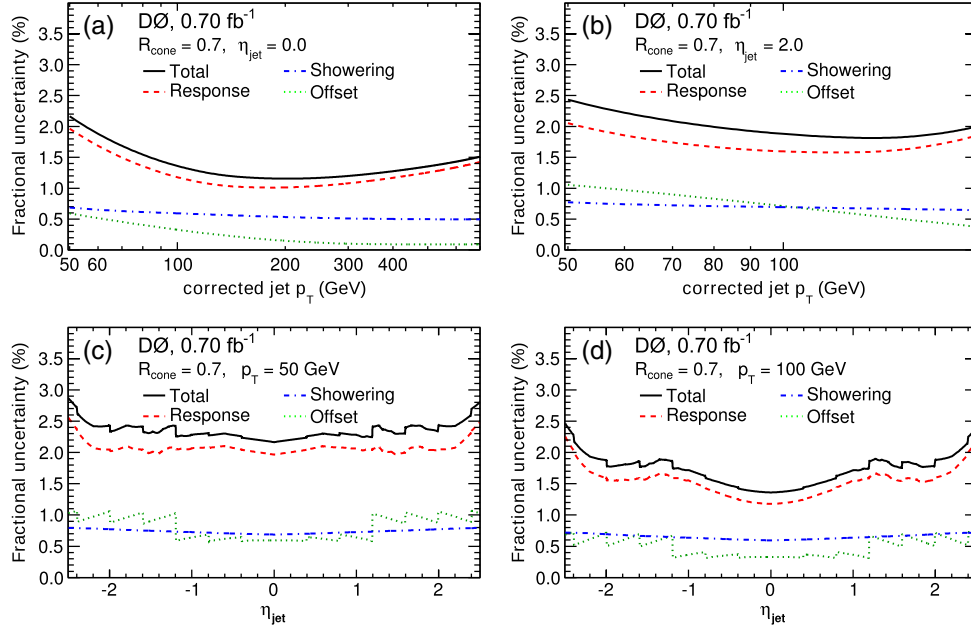 (a) DØ, 0.70 fb⁻¹
R_cone = 0.7, η_jet = 0.0
Total Showering
Response Offset
Fractional uncertainty (%)
0.0 0.5 1.0 1.5 2.0 2.5 3.0 3.5
50 60 100 200 300 400
corrected jet p_T (GeV)
(b) DØ, 0.70 fb⁻¹
R_cone = 0.7, η_jet = 2.0
Total Showering
Response Offset
Fractional uncertainty (%)
0.0 0.5 1.0 1.5 2.0 2.5 3.0 3.5
50 60 70 80 100
corrected jet p_T (GeV)
(c) DØ, 0.70 fb⁻¹
R_cone = 0.7, p_T = 50 GeV
Total Showering
Response Offset
Fractional uncertainty (%)
0.0 0.5 1.0 1.5 2.0 2.5 3.0 3.5
-2 -1 0 1 2
η_jet
(d) DØ, 0.70 fb⁻¹
R_cone = 0.7, p_T = 100 GeV
Total Showering
Response Offset
Fractional uncertainty (%)
0.0 0.5 1.0 1.5 2.0 2.5 3.0 3.5
-2 -1 0 1 2
η_jet